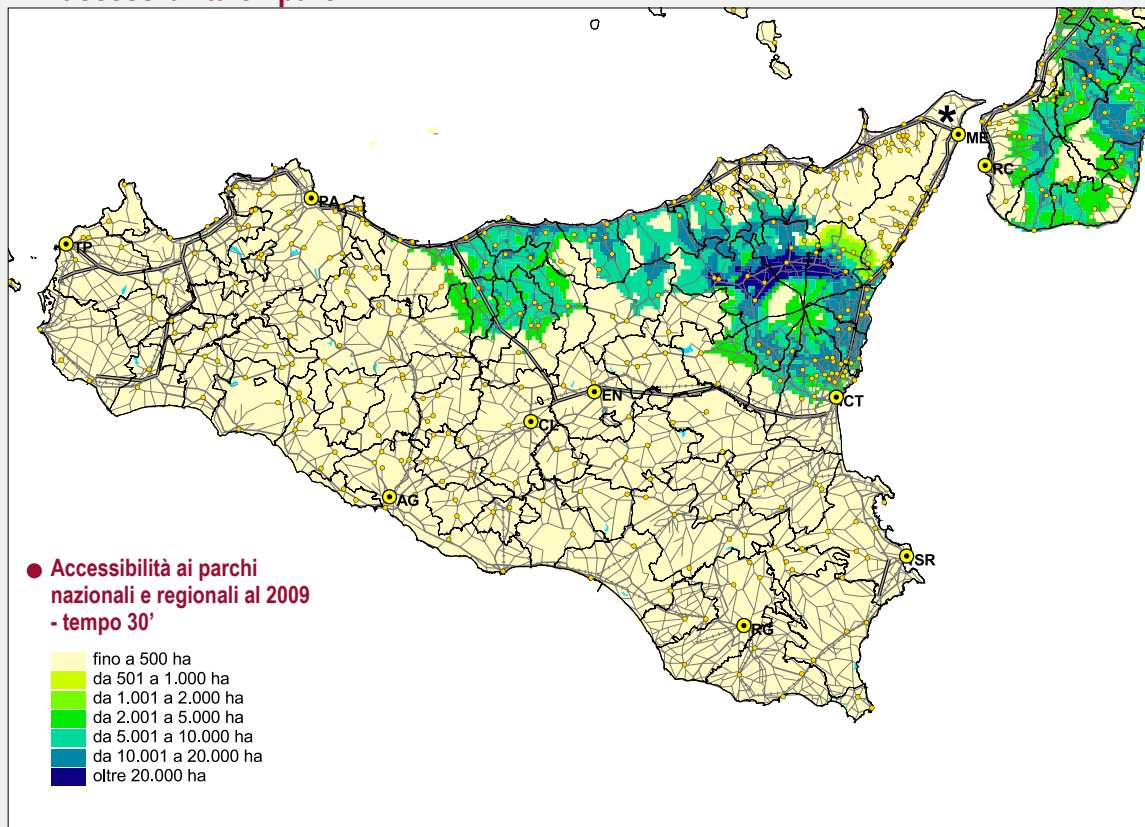 PA
TP
ME
RC
EN
CL
CT
AG
SR
RG
Accessibilità ai parchi
nazionali e regionali al 2009
- tempo 30’
fino a 500 ha
da 501 a 1.000 ha
da 1.001 a 2.000 ha
da 2.001 a 5.000 ha
da 5.001 a 10.000 ha
da 10.001 a 20.000 ha
oltre 20.000 ha